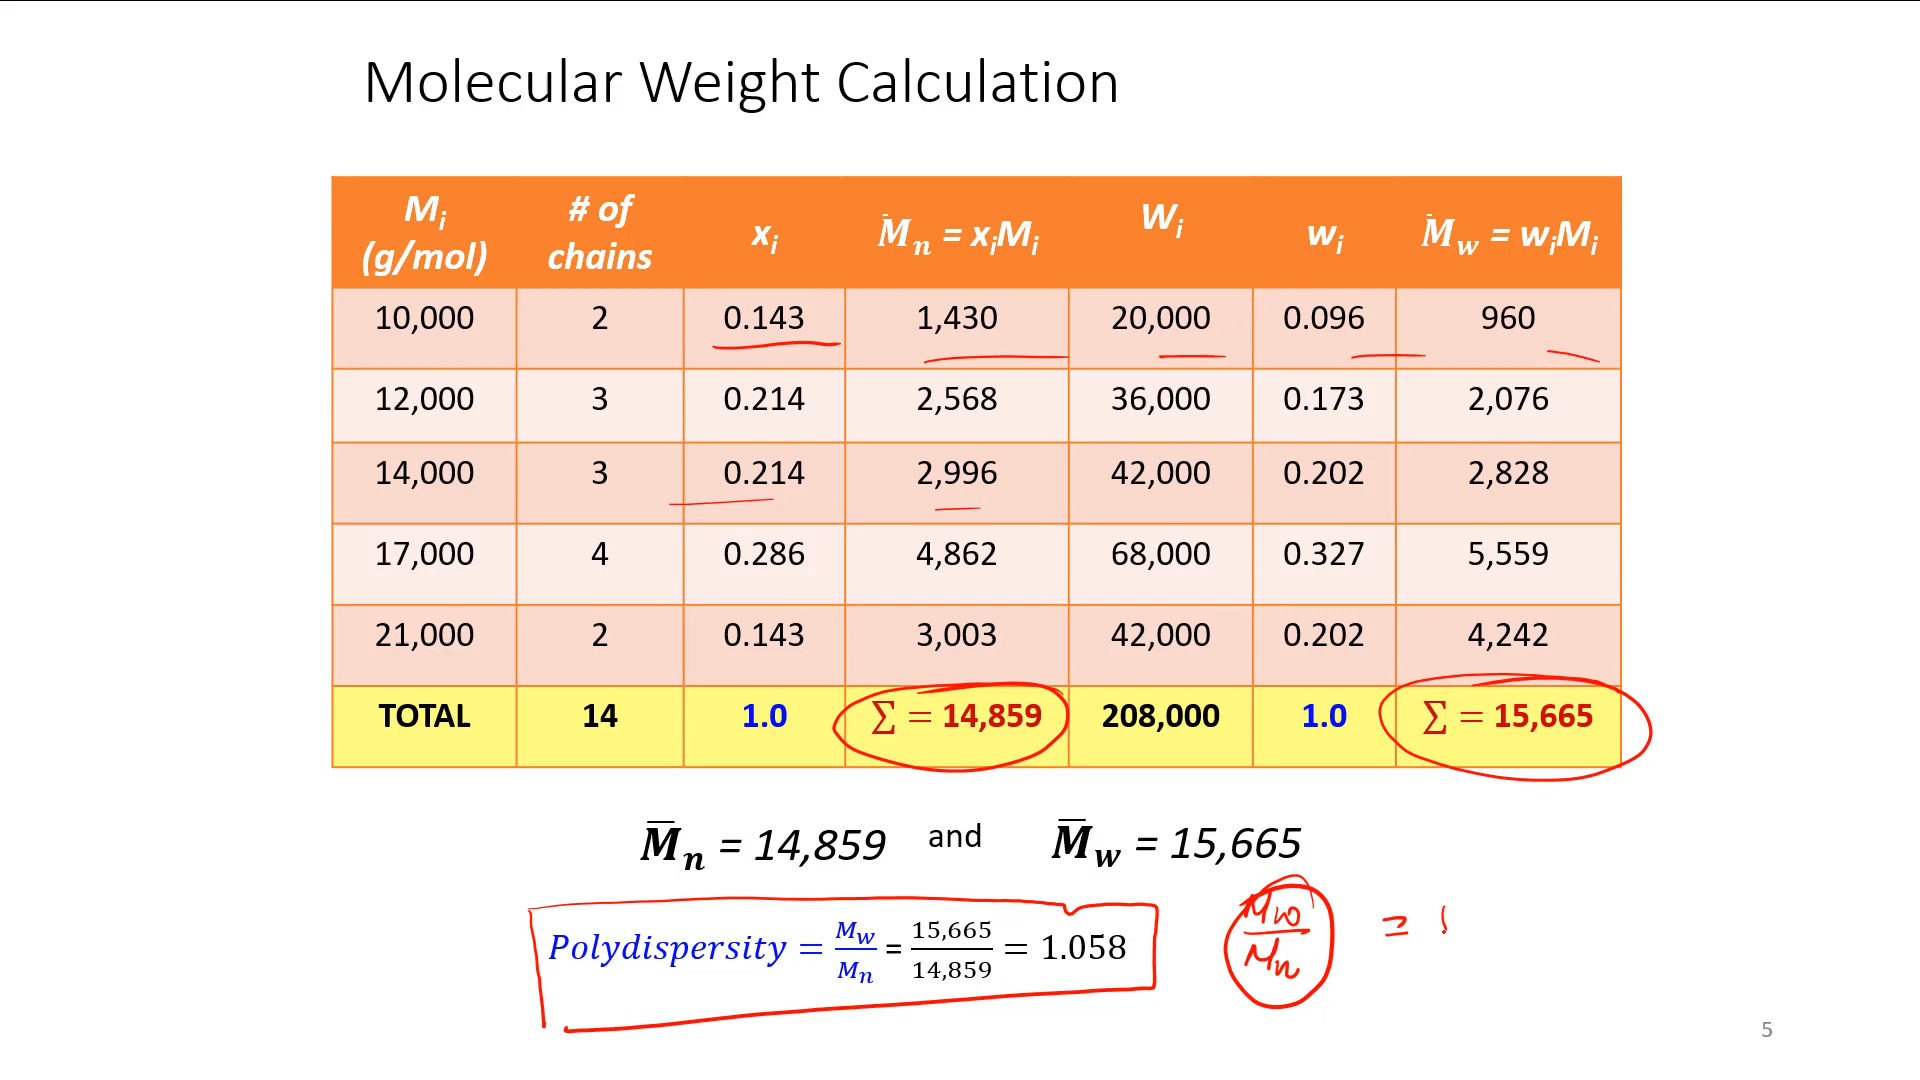 Molecular Weight Calculation
Mᵢ (g/mol) | # of chains | xᵢ | M̄ₙ = xᵢMᵢ | Wᵢ | wᵢ | M̄_w = wᵢMᵢ
10,000 | 2 | 0.143 | 1,430 | 20,000 | 0.096 | 960
12,000 | 3 | 0.214 | 2,568 | 36,000 | 0.173 | 2,076
14,000 | 3 | 0.214 | 2,996 | 42,000 | 0.202 | 2,828
17,000 | 4 | 0.286 | 4,862 | 68,000 | 0.327 | 5,559
21,000 | 2 | 0.143 | 3,003 | 42,000 | 0.202 | 4,242
TOTAL | 14 | 1.0 | ∑ = 14,859 | 208,000 | 1.0 | ∑ = 15,665
M̄ₙ = 14,859 and M̄_w = 15,665
Polydispersity = M_w/Mₙ = 15,665/14,859 = 1.058
Mw/Mn =
5